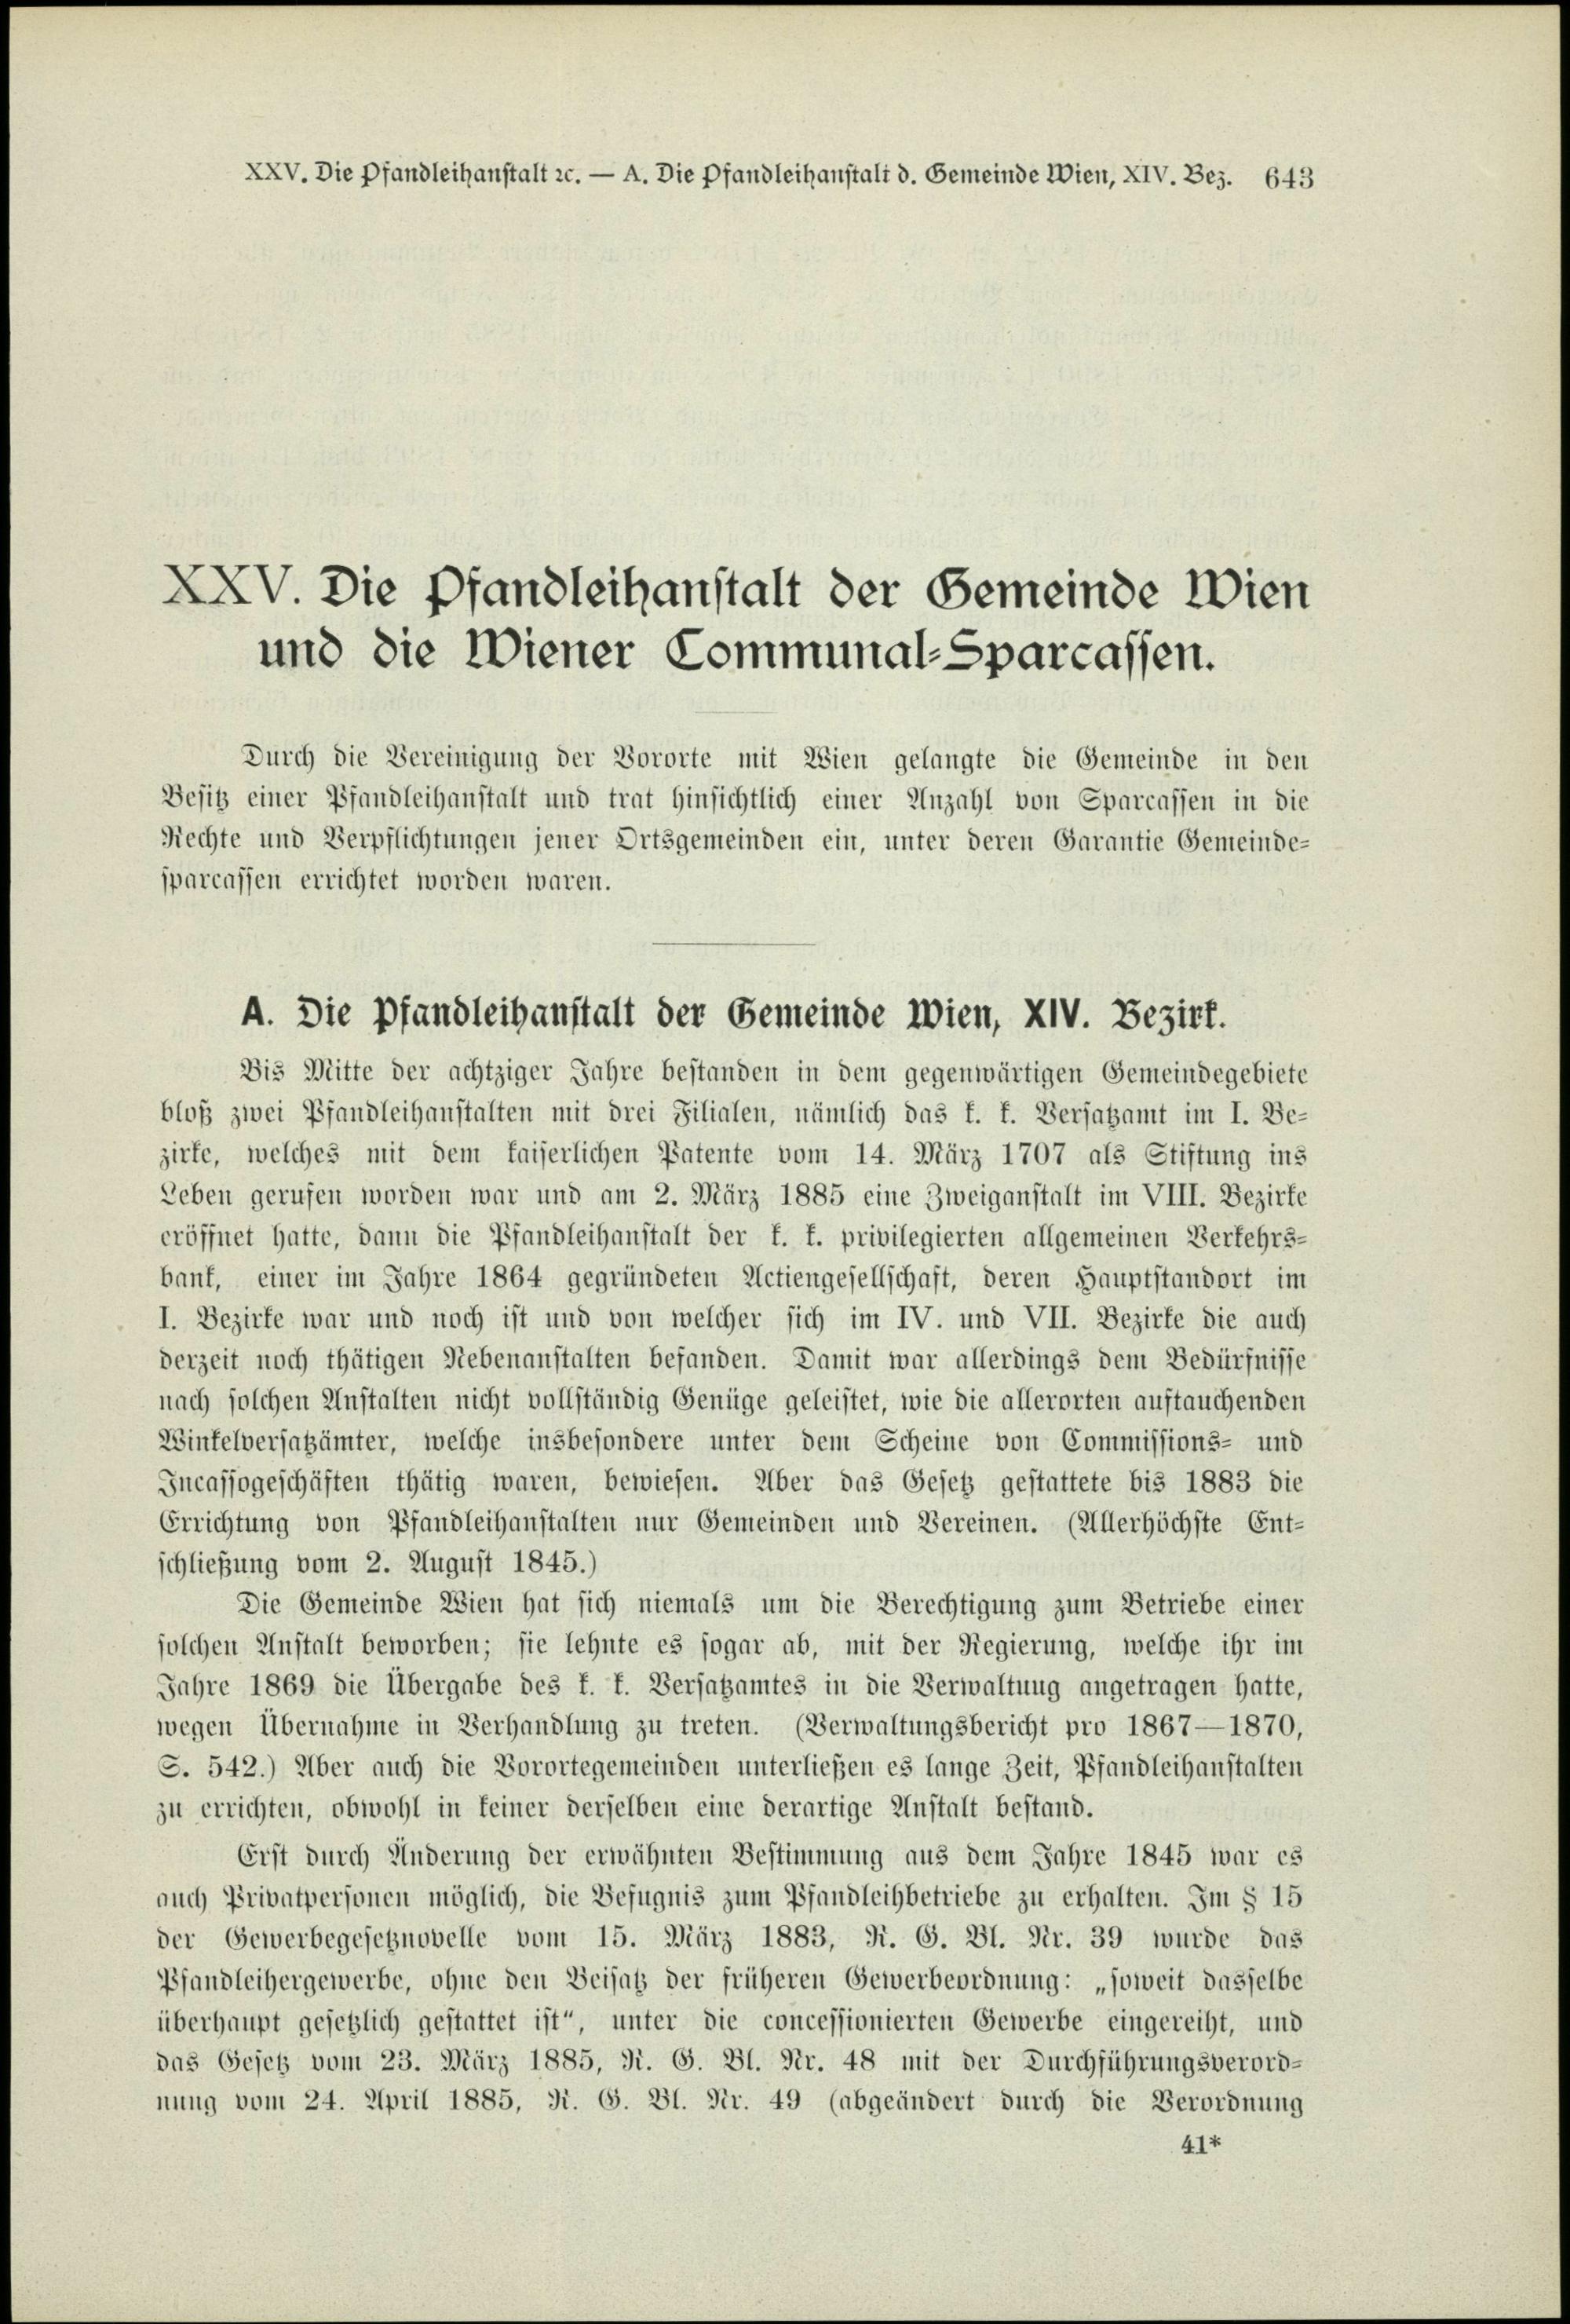 XXV. Die Pfandleihanstalt ꝛc. — A. Die Pfandleihanstalt d. Gemeinde Wien, XIV. Bez. 643
XXV. Die Pfandleihanstalt der Gemeinde Wien
und die Wiener Communal-Sparcassen.
Durch die Vereinigung der Vororte mit Wien gelangte die Gemeinde in den
Besitz einer Pfandleihanstalt und trat hinsichtlich einer Anzahl von Sparcassen in die
Rechte und Verpflichtungen jener Ortsgemeinden ein, unter deren Garantie Gemeinde-
sparcassen errichtet worden waren.
A. Die Pfandleihanstalt der Gemeinde Wien, XIV. Bezirk.
Bis Mitte der achtziger Jahre bestanden in dem gegenwärtigen Gemeindegebiete
bloß zwei Pfandleihanstalten mit drei Filialen, nämlich das k. k. Versatzamt im I. Be-
zirke, welches mit dem kaiserlichen Patente vom 14. März 1707 als Stiftung ins
Leben gerufen worden war und am 2. März 1885 eine Zweiganstalt im VIII. Bezirke
eröffnet hatte, dann die Pfandleihanstalt der k. k. privilegierten allgemeinen Verkehrs-
bank, einer im Jahre 1864 gegründeten Actiengesellschaft, deren Hauptstandort im
I. Bezirke war und noch ist und von welcher sich im IV. und VII. Bezirke die auch
derzeit noch thätigen Nebenanstalten befanden. Damit war allerdings dem Bedürfnisse
nach solchen Anstalten nicht vollständig Genüge geleistet, wie die allerorten auftauchenden
Winkelversatzämter, welche insbesondere unter dem Scheine von Commissions- und
Incassogeschäften thätig waren, bewiesen. Aber das Gesetz gestattete bis 1883 die
Errichtung von Pfandleihanstalten nur Gemeinden und Vereinen. (Allerhöchste Ent-
schließung vom 2. August 1845.)
Die Gemeinde Wien hat sich niemals um die Berechtigung zum Betriebe einer
solchen Anstalt beworben; sie lehnte es sogar ab, mit der Regierung, welche ihr im
Jahre 1869 die Übergabe des k. k. Versatzamtes in die Verwaltung angetragen hatte,
wegen Übernahme in Verhandlung zu treten. (Verwaltungsbericht pro 1867—1870,
S. 542.) Aber auch die Vorortegemeinden unterließen es lange Zeit, Pfandleihanstalten
zu errichten, obwohl in keiner derselben eine derartige Anstalt bestand.
Erst durch Änderung der erwähnten Bestimmung aus dem Jahre 1845 war es
auch Privatpersonen möglich, die Befugnis zum Pfandleihbetriebe zu erhalten. Im § 15
der Gewerbegesetznovelle vom 15. März 1883, R. G. Bl. Nr. 39 wurde das
Pfandleihergewerbe, ohne den Beisatz der früheren Gewerbeordnung: „soweit dasselbe
überhaupt gesetzlich gestattet ist“, unter die concessionierten Gewerbe eingereiht, und
das Gesetz vom 23. März 1885, R. G. Bl. Nr. 48 mit der Durchführungsverord-
nung vom 24. April 1885, R. G. Bl. Nr. 49 (abgeändert durch die Verordnung
41*